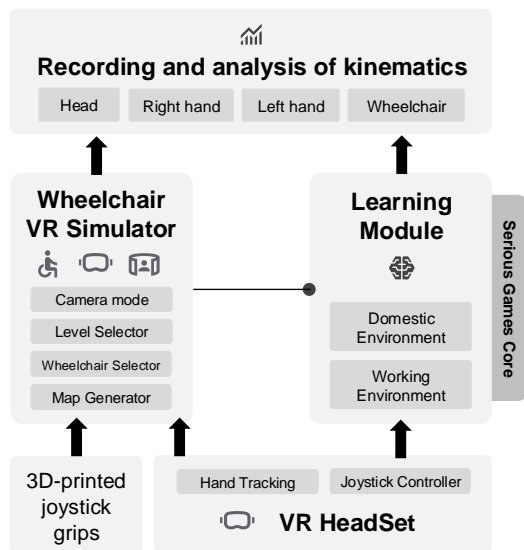 Recording and analysis of kinematics
Head
Right hand
Left hand
Wheelchair
Wheelchair
VR Simulator
Camera mode
Level Selector
Wheelchair Selector
Map Generator
Learning
Module
Domestic
Environment
Working
Environment
Serious Games Core
3D-printed
joystick
grips
Hand Tracking
Joystick Controller
VR HeadSet